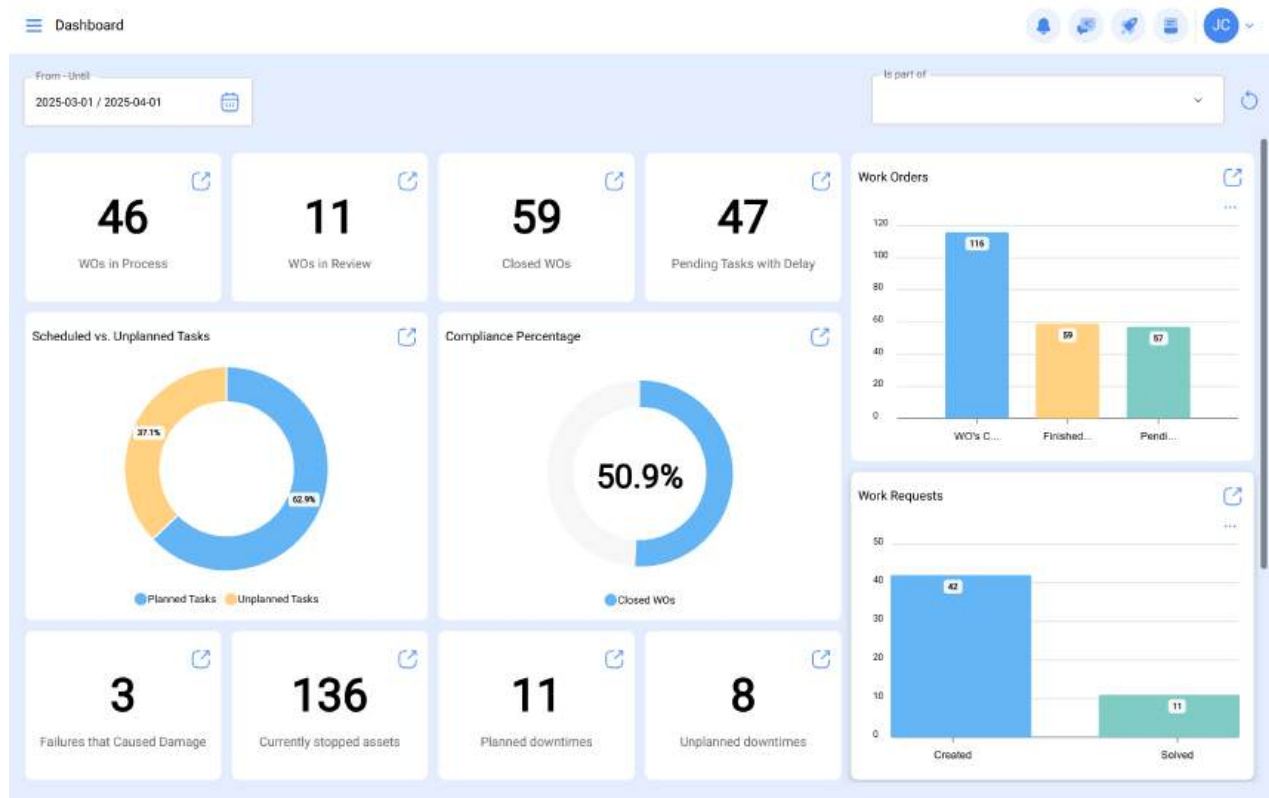 Dashboard
JC
From - Until
2025-03-01 / 2025-04-01
Is part of
46
WOs in Process
11
WOs in Review
59
Closed WOs
47
Pending Tasks with Delay
Scheduled vs. Unplanned Tasks
37.1%
62.9%
Planned Tasks
Unplanned Tasks
Compliance Percentage
50.9%
Closed WOs
3
Failures that Caused Damage
136
Currently stopped assets
11
Planned downtimes
8
Unplanned downtimes
Work Orders
...
120
100
80
60
40
20
0
116
59
57
WO's C...
Finished...
Pendi...
Work Requests
...
50
40
30
20
10
0
42
11
Created
Solved